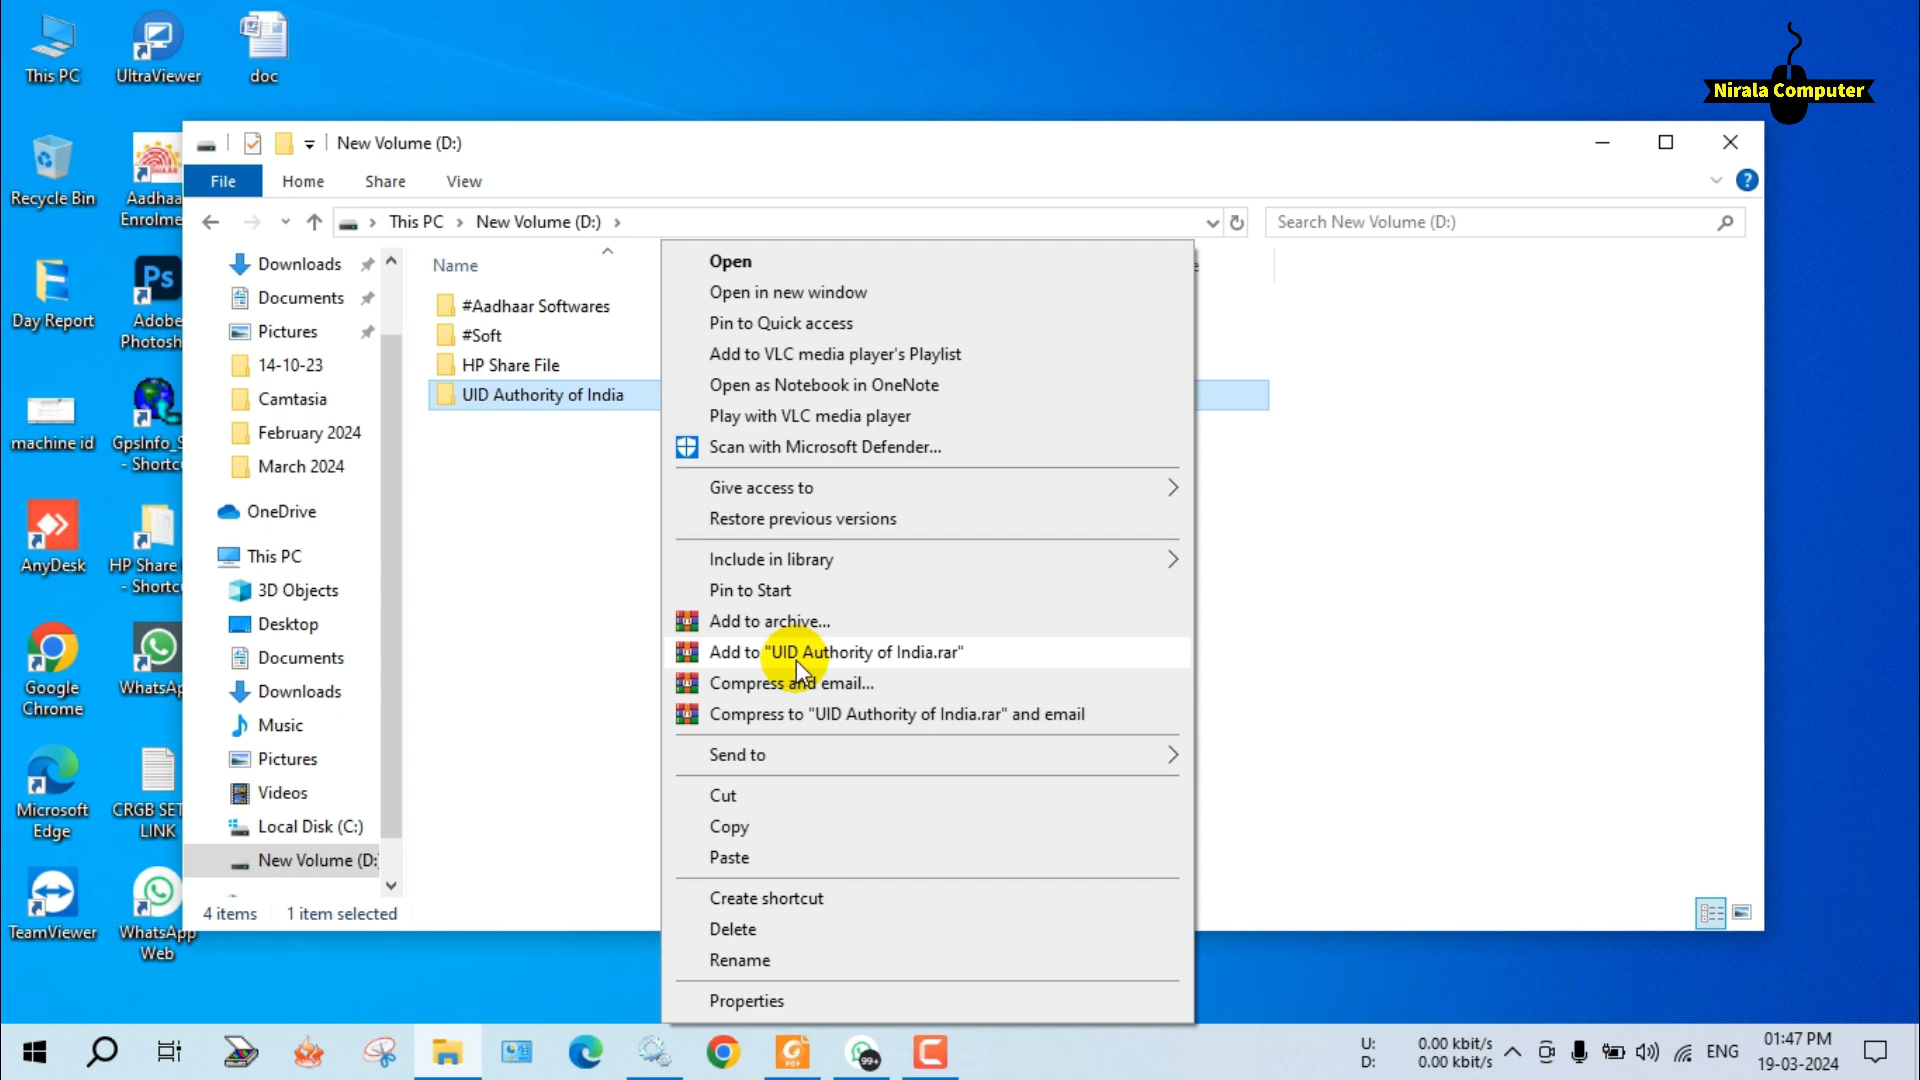 This PC
UltraViewer
doc
Nirala Computer
New Volume (D:)
File
Home
Share
View
This PC
New Volume (D:)
Search New Volume (D:)
Recycle Bin
Aadhaa
Enrolme
Day Report
Adobe
Photosh
machine id
GpsInfo_S
- Shortc
AnyDesk
HP Share
- Shortc
Google
Chrome
WhatsAp
Microsoft
Edge
CRGB SET
LINK
TeamViewer
WhatsApp
Web
Downloads
Documents
Pictures
14-10-23
Camtasia
February 2024
March 2024
OneDrive
This PC
3D Objects
Desktop
Documents
Downloads
Music
Pictures
Videos
Local Disk (C:)
New Volume (D:
Name
#Aadhaar Softwares
#Soft
HP Share File
UID Authority of India
Open
Open in new window
Pin to Quick access
Add to VLC media player's Playlist
Open as Notebook in OneNote
Play with VLC media player
Scan with Microsoft Defender...
Give access to
Restore previous versions
Include in library
Pin to Start
Add to archive...
Add to "UID Authority of India.rar"
Compress and email...
Compress to "UID Authority of India.rar" and email
Send to
Cut
Copy
Paste
Create shortcut
Delete
Rename
Properties
4 items
1 item selected
Ps
PDF
99+
U: 0.00 kbit/s
D: 0.00 kbit/s
ENG
01:47 PM
19-03-2024